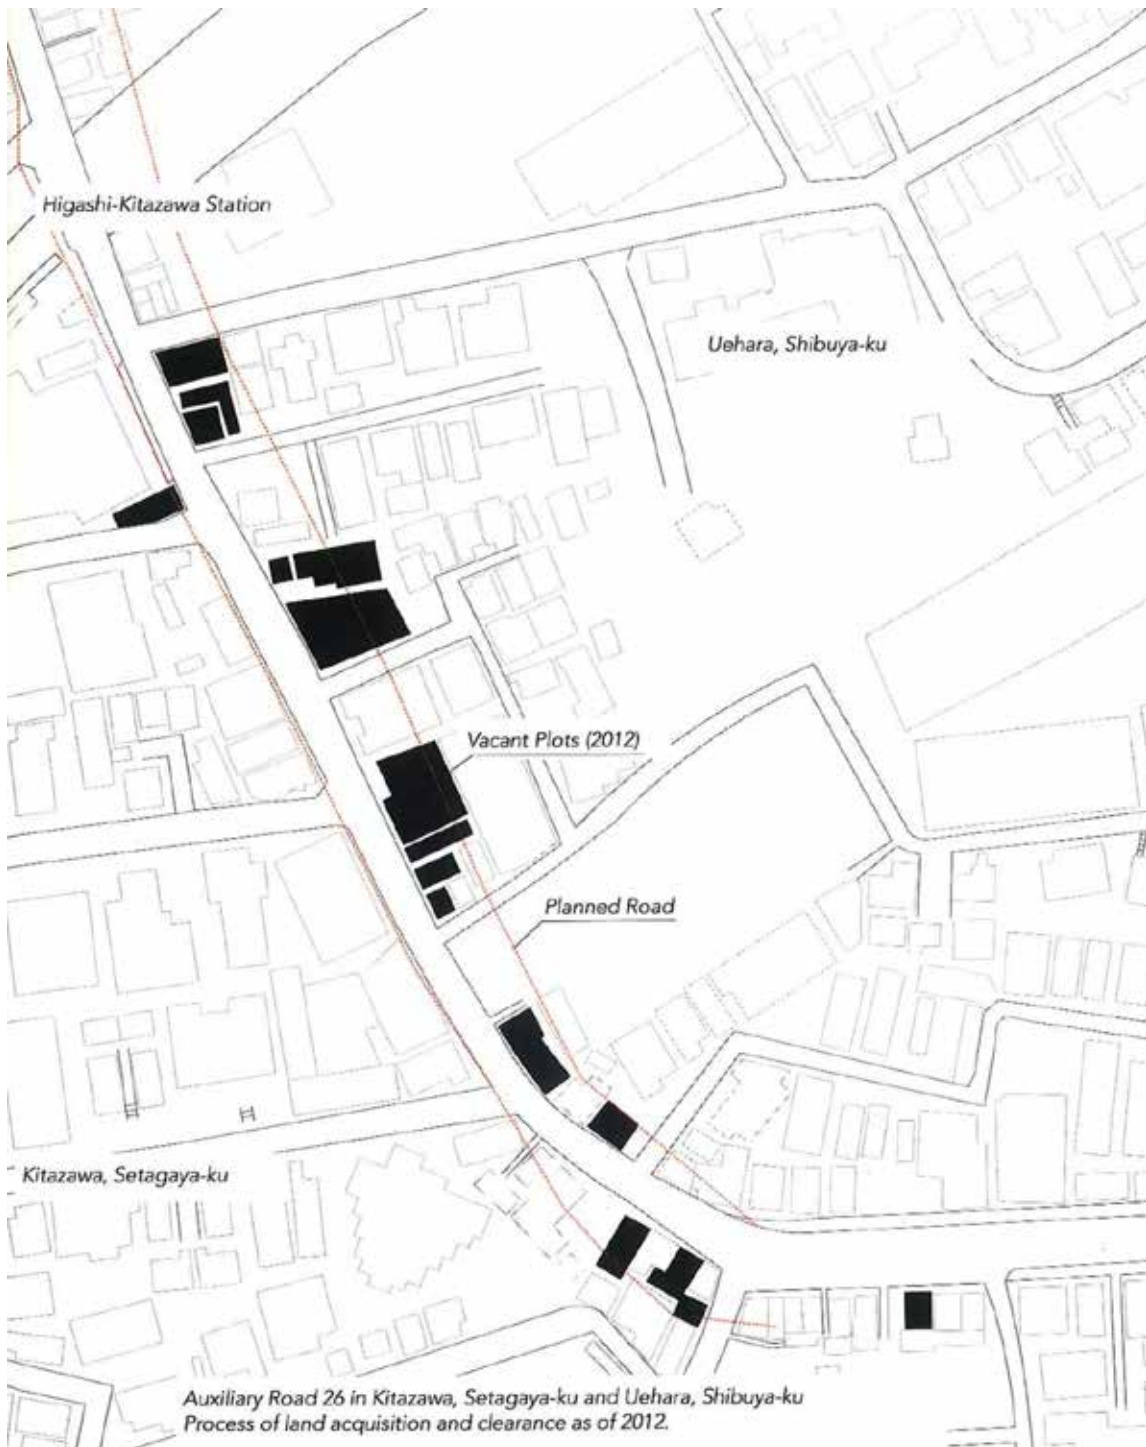 Higashi-Kitazawa Station
Uehara, Shibuya-ku
Vacant Plots (2012)
Planned Road
Kitazawa, Setagaya-ku
Auxiliary Road 26 in Kitazawa, Setagaya-ku and Uehara, Shibuya-ku
Process of land acquisition and clearance as of 2012.